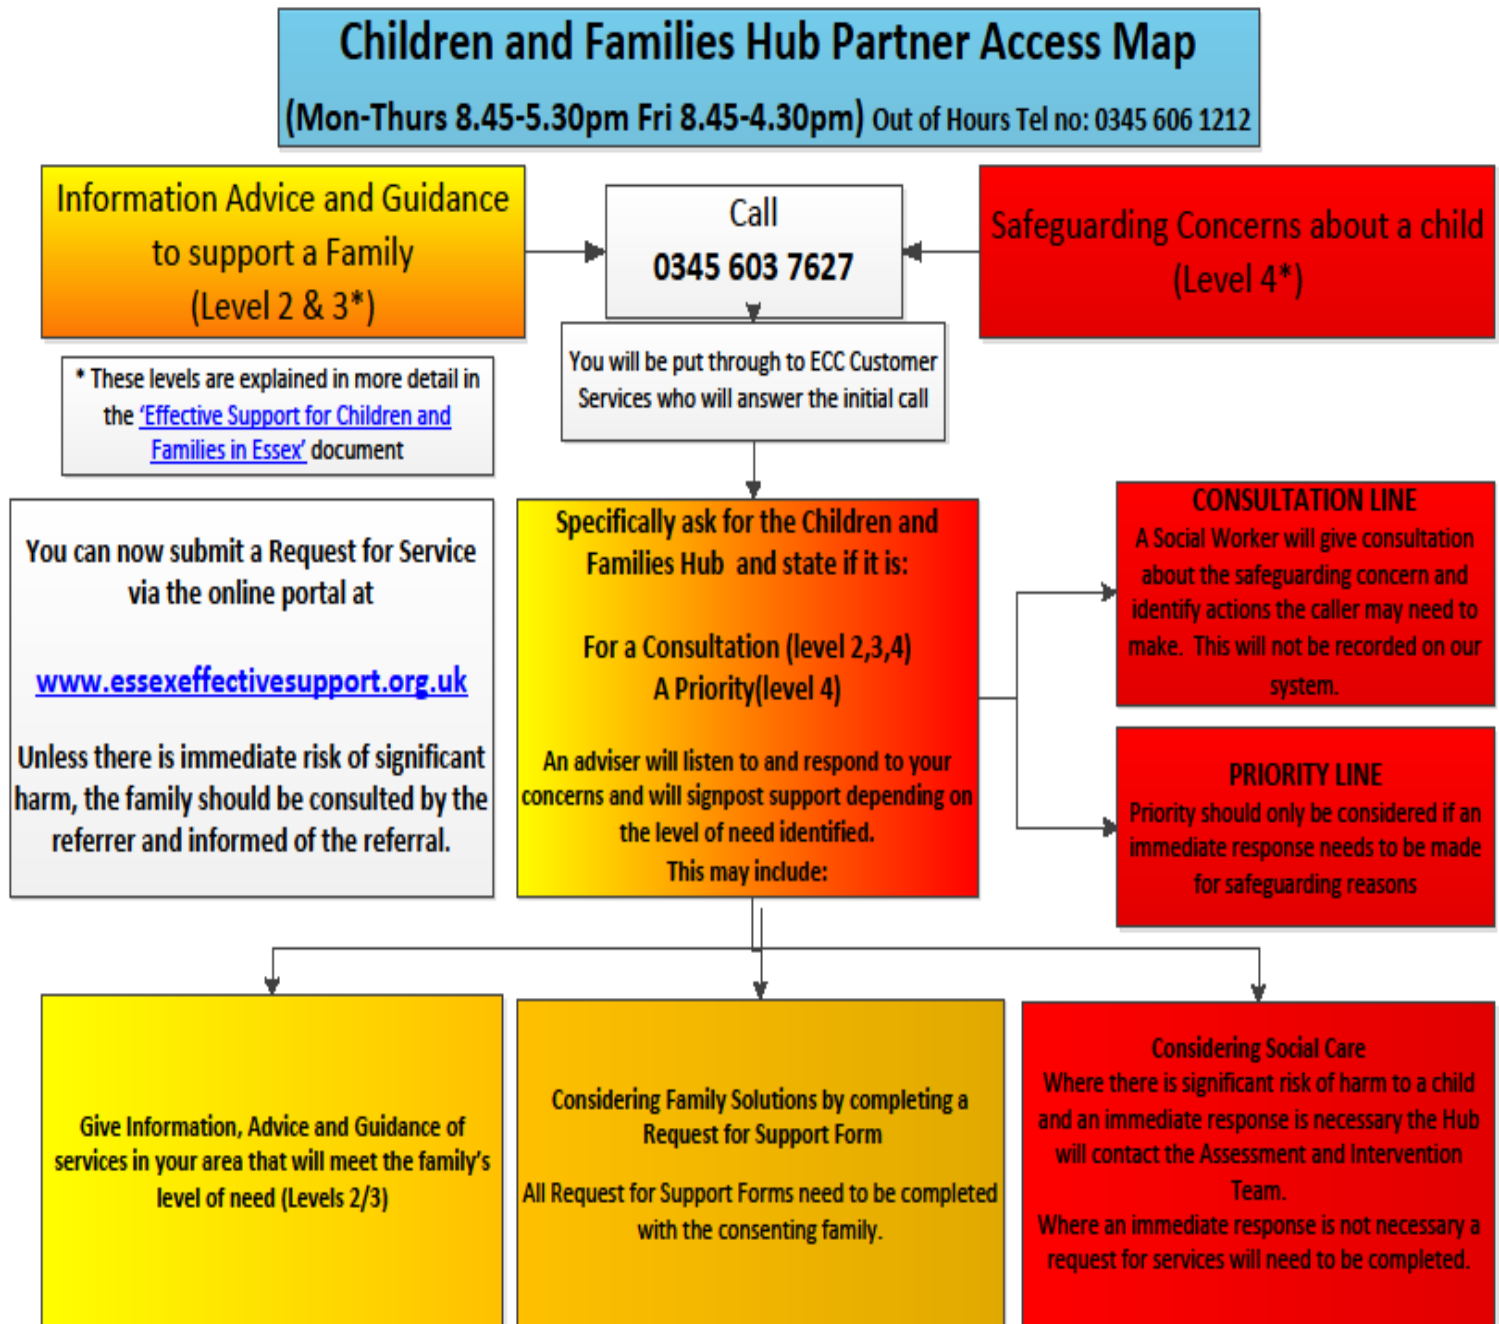 Children and Families Hub Partner Access Map
(Mon-Thurs 8.45-5.30pm Fri 8.45-4.30pm) Out of Hours Tel no: 0345 606 1212
Information Advice and Guidance
to support a Family
(Level 2 & 3*)
Call
0345 603 7627
Safeguarding Concerns about a child
(Level 4*)
You will be put through to ECC Customer
Services who will answer the initial call
* These levels are explained in more detail in
the ‘Effective Support for Children and
Families in Essex’ document
You can now submit a Request for Service
via the online portal at
www.essexeffectivesupport.org.uk
Unless there is immediate risk of significant
harm, the family should be consulted by the
referrer and informed of the referral.
Specifically ask for the Children and
Families Hub and state if it is:
For a Consultation (level 2,3,4)
A Priority(level 4)
An adviser will listen to and respond to your
concerns and will signpost support depending on
the level of need identified.
This may include:
CONSULTATION LINE
A Social Worker will give consultation
about the safeguarding concern and
identify actions the caller may need to
make. This will not be recorded on our
system.
PRIORITY LINE
Priority should only be considered if an
immediate response needs to be made
for safeguarding reasons
Give Information, Advice and Guidance of
services in your area that will meet the family’s
level of need (Levels 2/3)
Considering Family Solutions by completing a
Request for Support Form
All Request for Support Forms need to be completed
with the consenting family.
Considering Social Care
Where there is significant risk of harm to a child
and an immediate response is necessary the Hub
will contact the Assessment and Intervention
Team.
Where an immediate response is not necessary a
request for services will need to be completed.